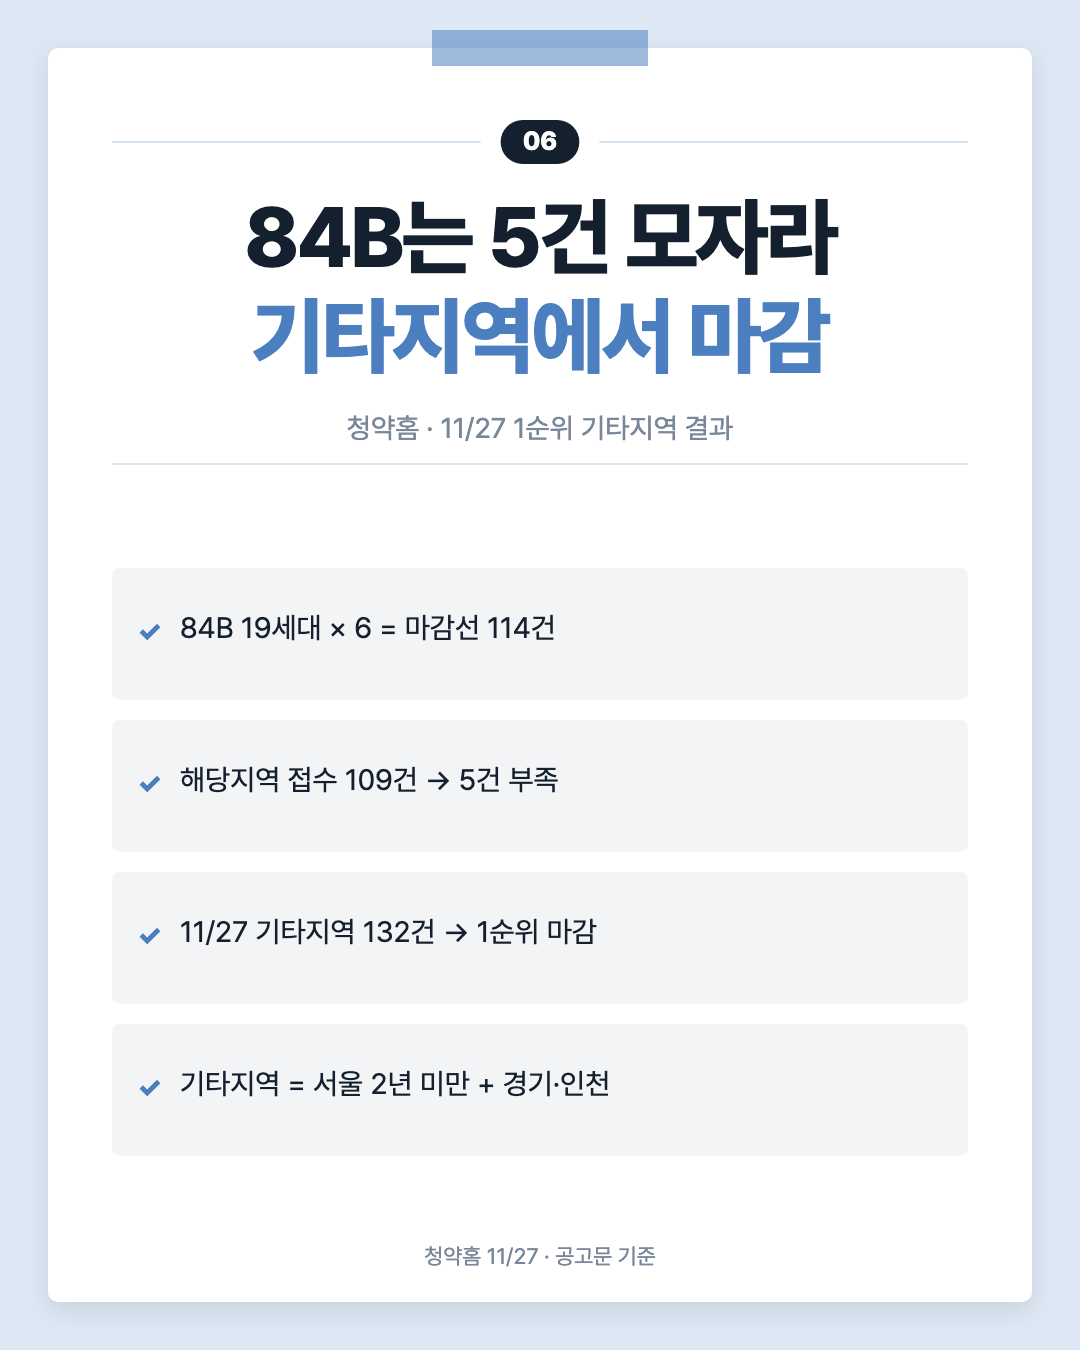 06
84B는 5건 모자라
기타지역에서 마감
청약홈 · 11/27 1순위 기타지역 결과
84B 19세대 × 6 = 마감선 114건
해당지역 접수 109건 → 5건 부족
11/27 기타지역 132건 → 1순위 마감
기타지역 = 서울 2년 미만 + 경기·인천
청약홈 11/27 · 공고문 기준